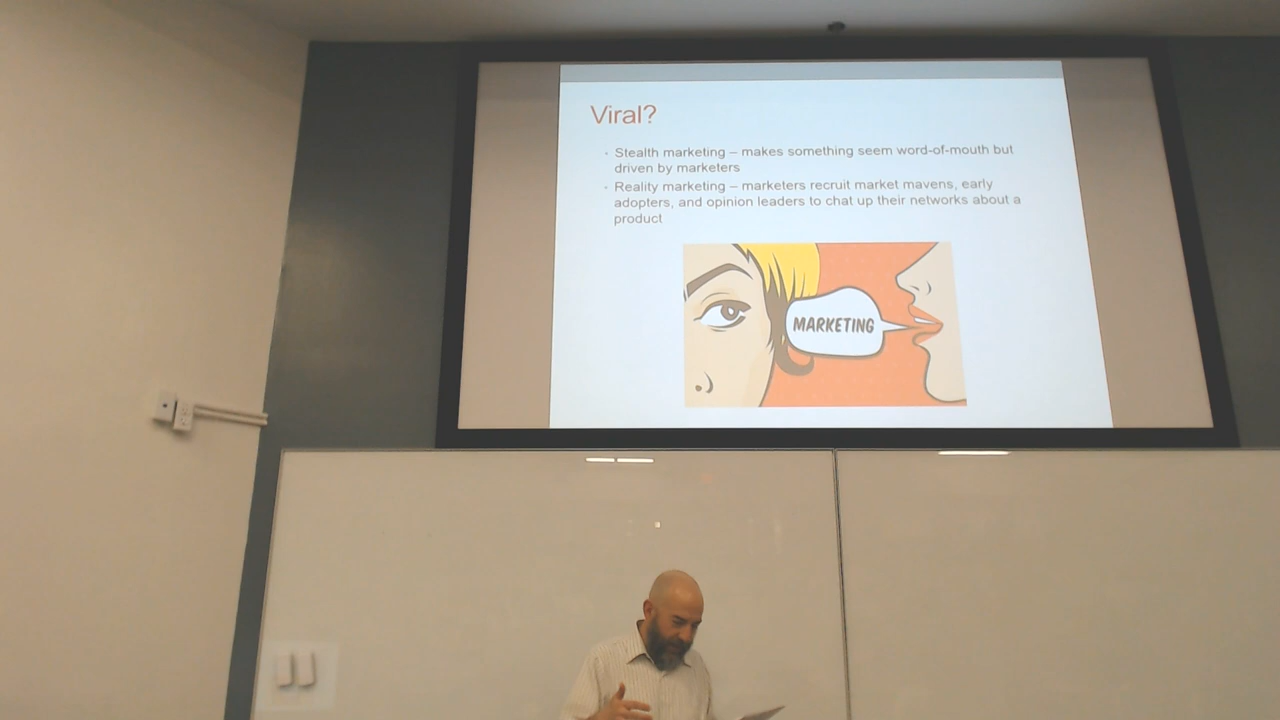 Viral?
• Stealth marketing – makes something seem word-of-mouth but
driven by marketers
• Reality marketing – marketers recruit market mavens, early
adopters, and opinion leaders to chat up their networks about a
product
MARKETING